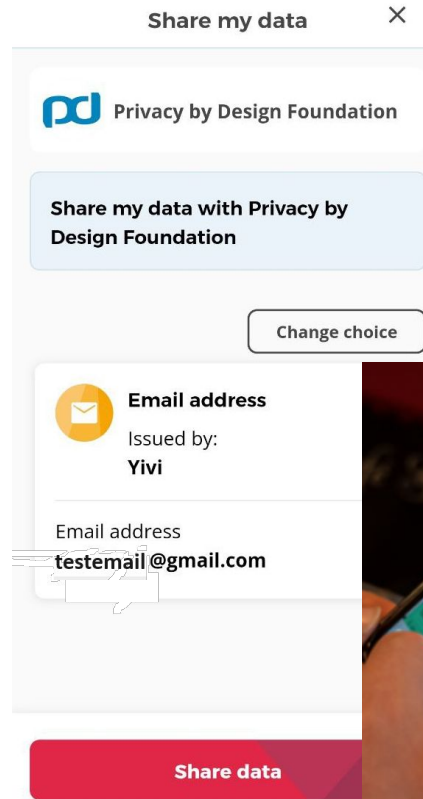 Share my data
Privacy by Design Foundation
Share my data with Privacy by
Design Foundation
Change choice
Email address
Issued by:
Yivi
Email address
testemail@gmail.com
Share data